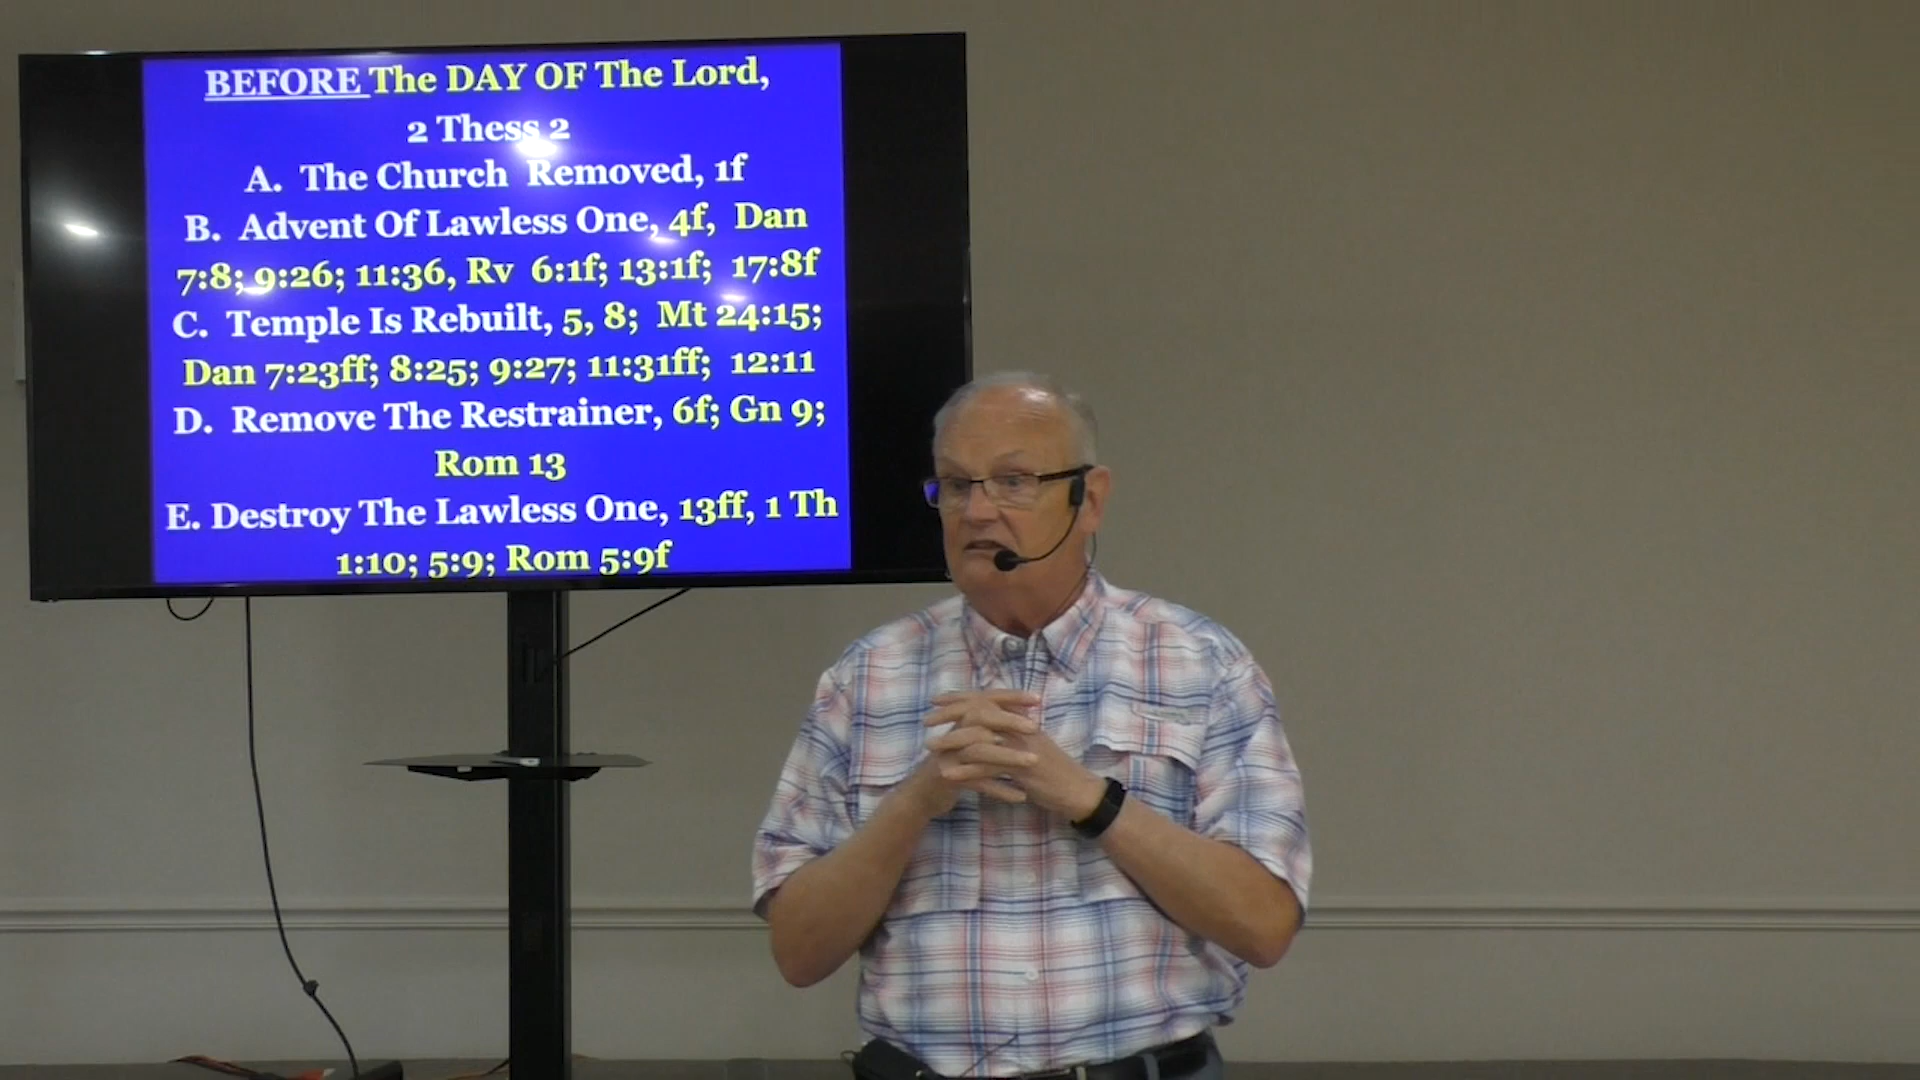 BEFORE The DAY OF The Lord,
2 Thess 2
A. The Church Removed, 1f
B. Advent Of Lawless One, 4f, Dan
7:8; 9:26; 11:36, Rv 6:1f; 13:1f; 17:8f
C. Temple Is Rebuilt, 5, 8; Mt 24:15;
Dan 7:23ff; 8:25; 9:27; 11:31ff; 12:11
D. Remove The Restrainer, 6f; Gn 9;
Rom 13
E. Destroy The Lawless One, 13ff, 1 Th
1:10; 5:9; Rom 5:9f